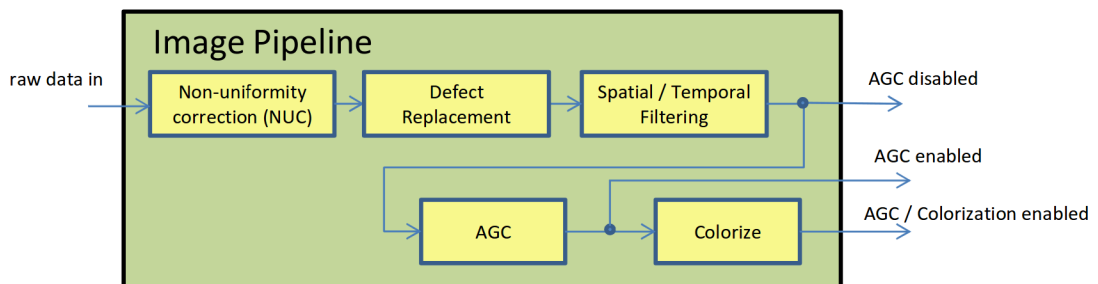 Image Pipeline
raw data in
Non-uniformity
correction (NUC)
Defect
Replacement
Spatial / Temporal
Filtering
AGC disabled
AGC enabled
AGC
Colorize
AGC / Colorization enabled